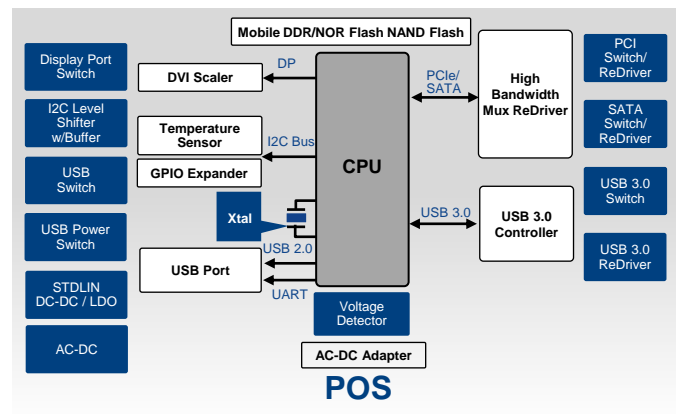 Mobile DDR/NOR Flash NAND Flash
Display Port
Switch
I2C Level
Shifter
w/Buffer
USB
Switch
USB Power
Switch
STDLIN
DC-DC / LDO
AC-DC
DVI Scaler
DP
Temperature
Sensor
I2C Bus
GPIO Expander
Xtal
USB 2.0
USB Port
UART
CPU
Voltage
Detector
AC-DC Adapter
POS
PCIe/
SATA
High
Bandwidth
Mux ReDriver
USB 3.0
USB 3.0
Controller
PCI
Switch/
ReDriver
SATA
Switch/
ReDriver
USB 3.0
Switch
USB 3.0
ReDriver